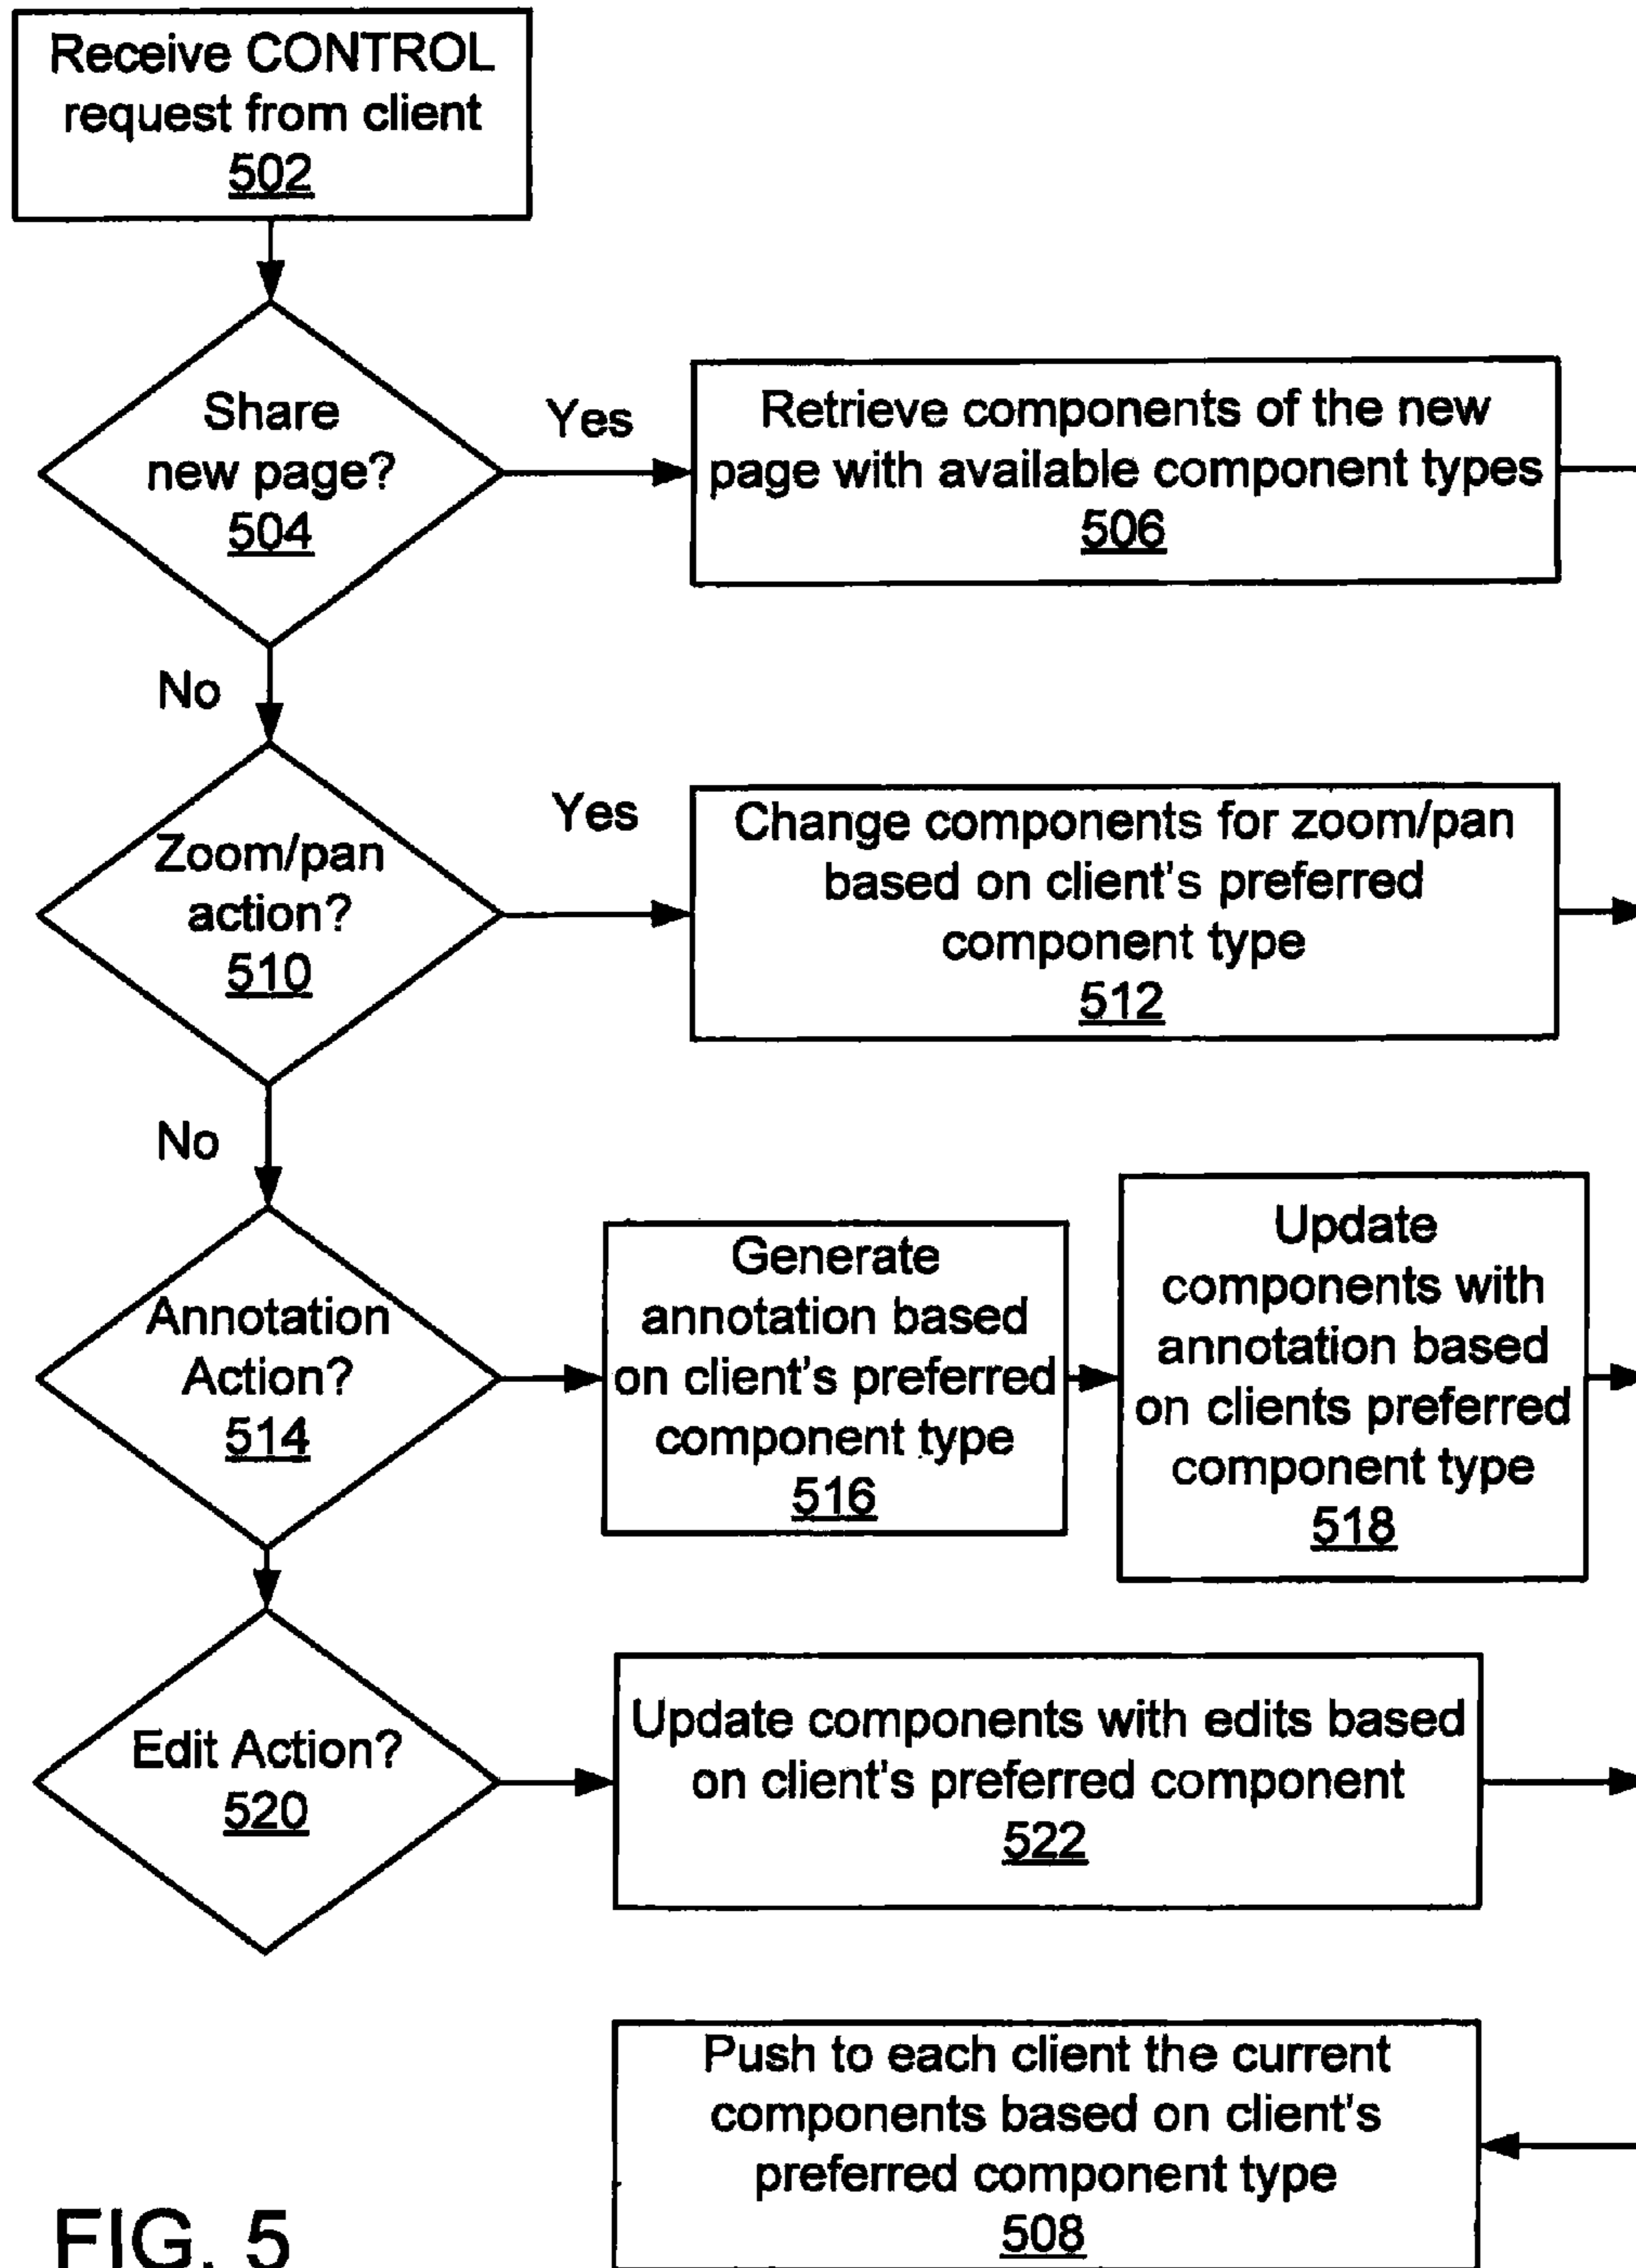 Receive CONTROL
request from client
502
Share
new page?
504
Yes
Retrieve components of the new
page with available component types
506
No
Zoom/pan
action?
510
Yes
Change components for zoom/pan
based on client's preferred
component type
512
No
Annotation
Action?
514
Generate
annotation based
on client's preferred
component type
516
Update
components with
annotation based
on clients preferred
component type
518
Edit Action?
520
Update components with edits based
on client's preferred component
522
Push to each client the current
components based on client's
preferred component type
508
FIG. 5